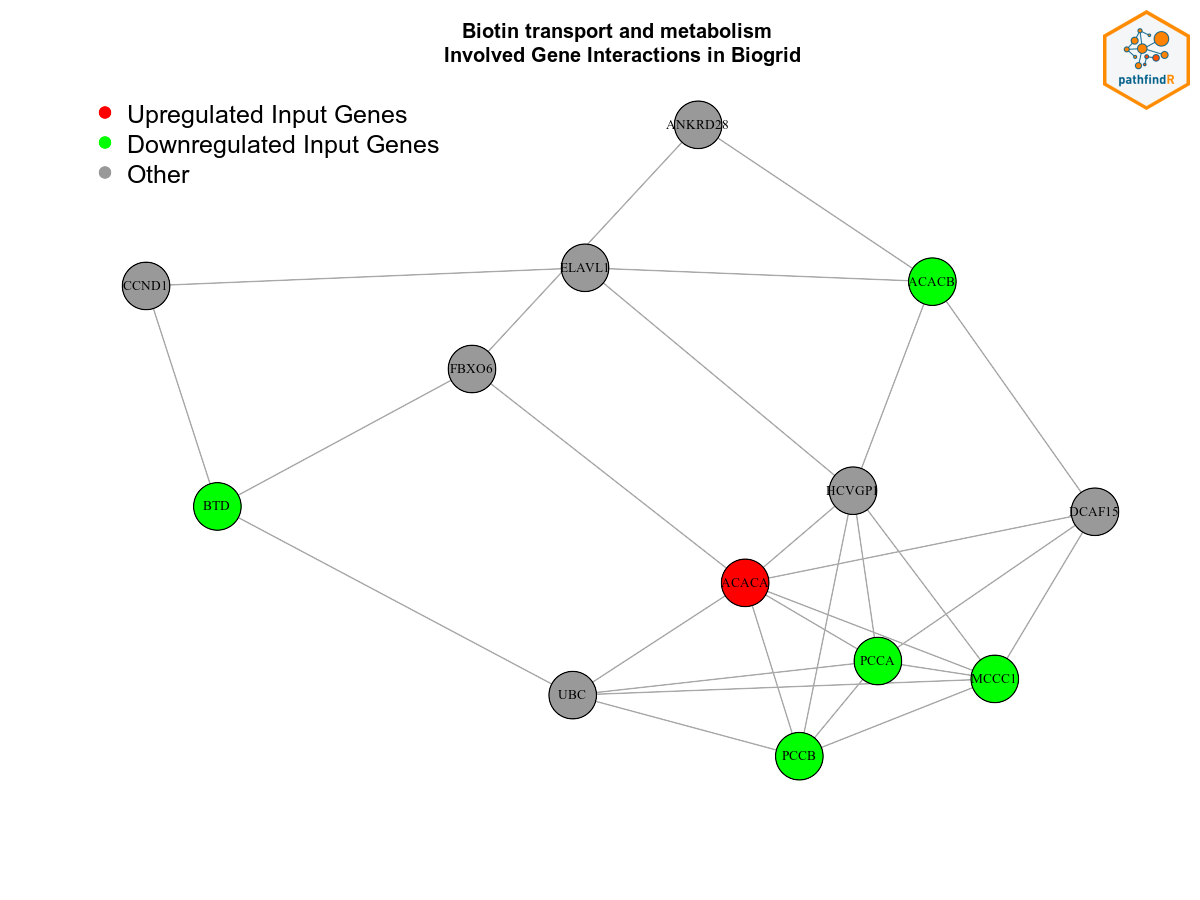 Biotin transport and metabolism
Involved Gene Interactions in Biogrid
pathfindR
Upregulated Input Genes
Downregulated Input Genes
Other
ANKRD28
ELAVL1
CCND1
ACACB
FBXO6
HCVGP1
BTD
DCAF15
ACACA
PCCA
MCCC1
UBC
PCCB